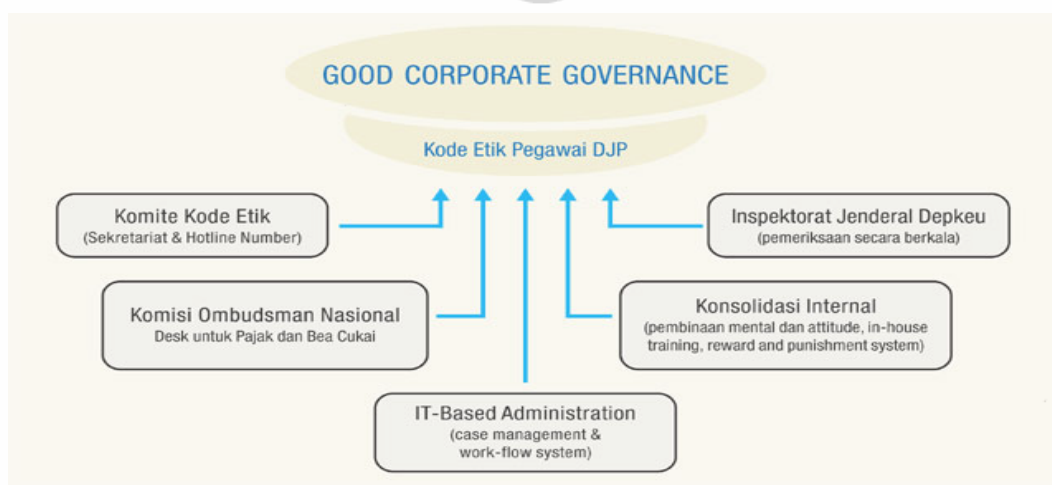 GOOD CORPORATE GOVERNANCE
Kode Etik Pegawai DJP
Komite Kode Etik
(Sekretariat & Hotline Number)
Inspektorat Jenderal Depkeu
(pemeriksaan secara berkala)
Komisi Ombudsman Nasional
Desk untuk Pajak dan Bea Cukai
Konsolidasi Internal
(pembinaan mental dan attitude, in-house
training, reward and punishment system)
IT-Based Administration
(case management &
work-flow system)